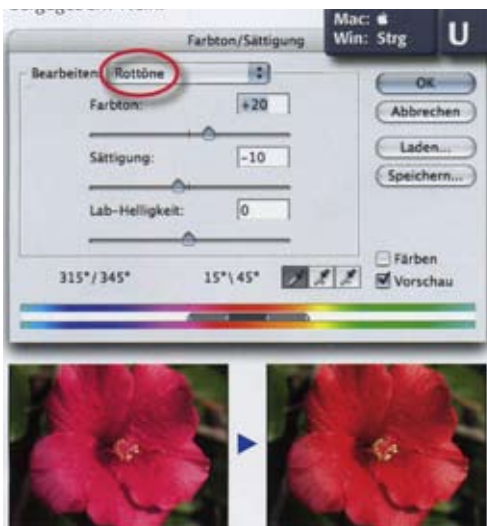 Mac:
Win: Strg U
Farbton/Sättigung
Bearbeiten: Rottöne
Farbton: +20
Sättigung: -10
Lab-Helligkeit: 0
OK
Abbrechen
Laden...
Speichern...
Färben
Vorschau
315°/345° 15°\45°